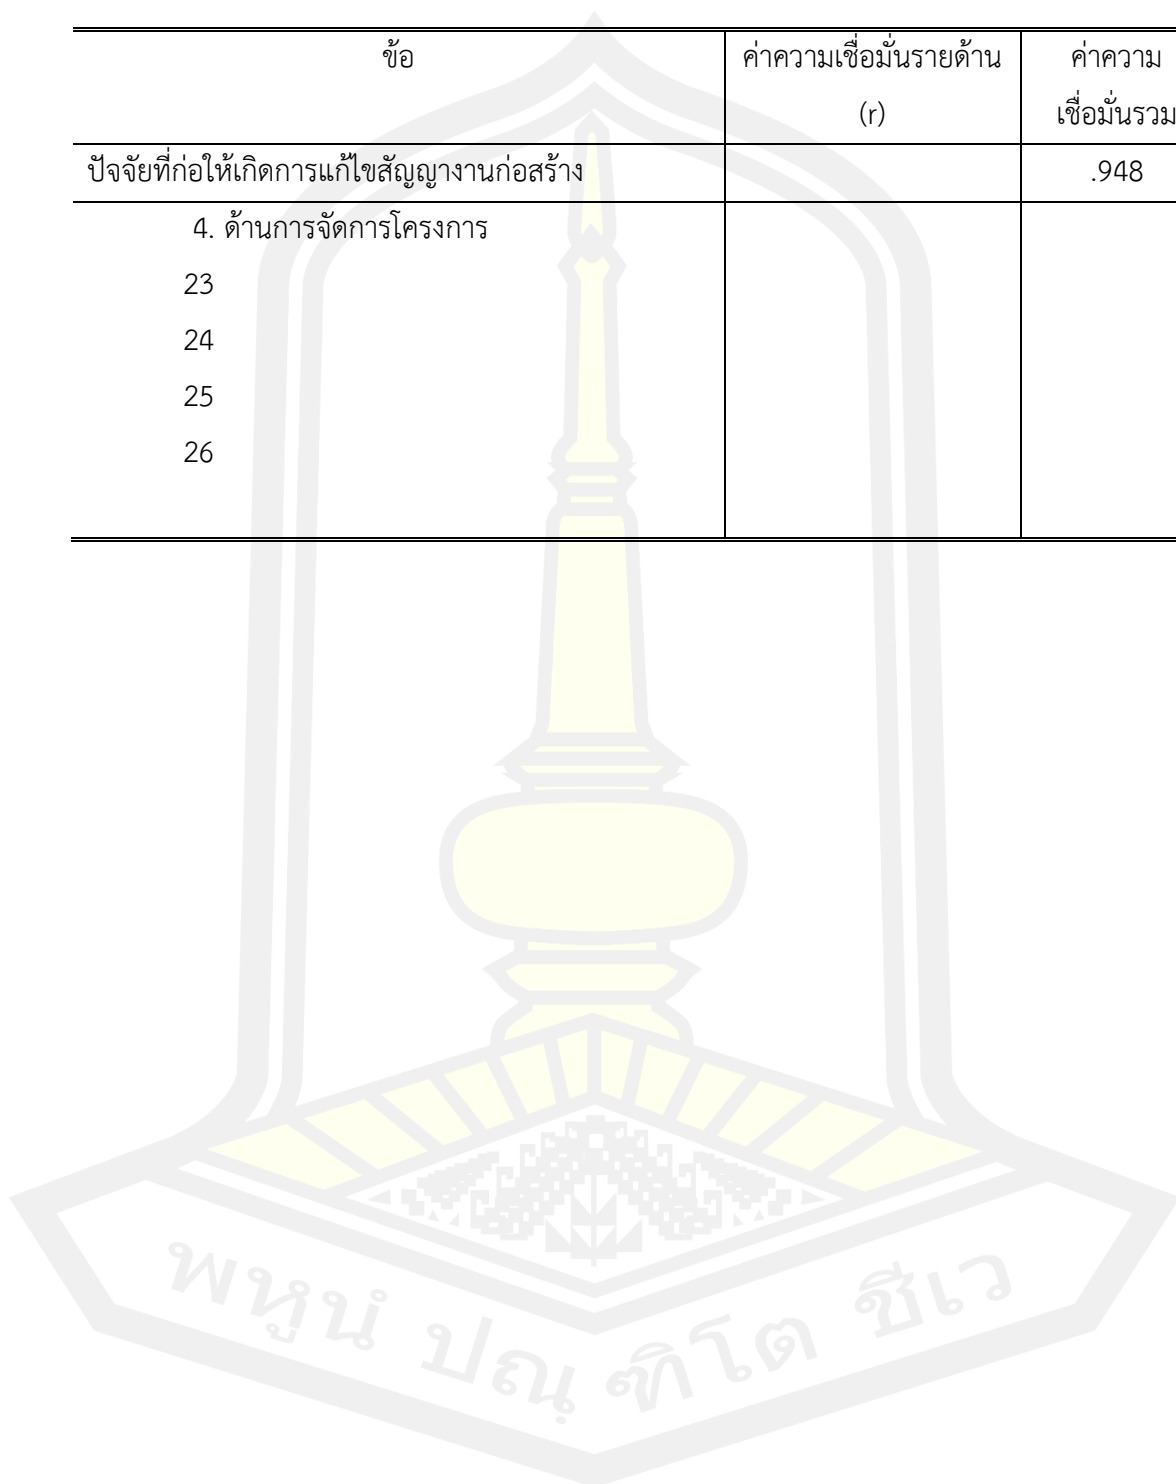 ข้อ ค่าความเชื่อมั่นรายด้าน ค่าความ
(r) เชื่อมั่นรวม
ปัจจัยที่ก่อให้เกิดการแก้ไขสัญญางานก่อสร้าง .948
4. ด้านการจัดการโครงการ
23
24
25
26
พหูนํ ปณฺฑิโต ชีเว